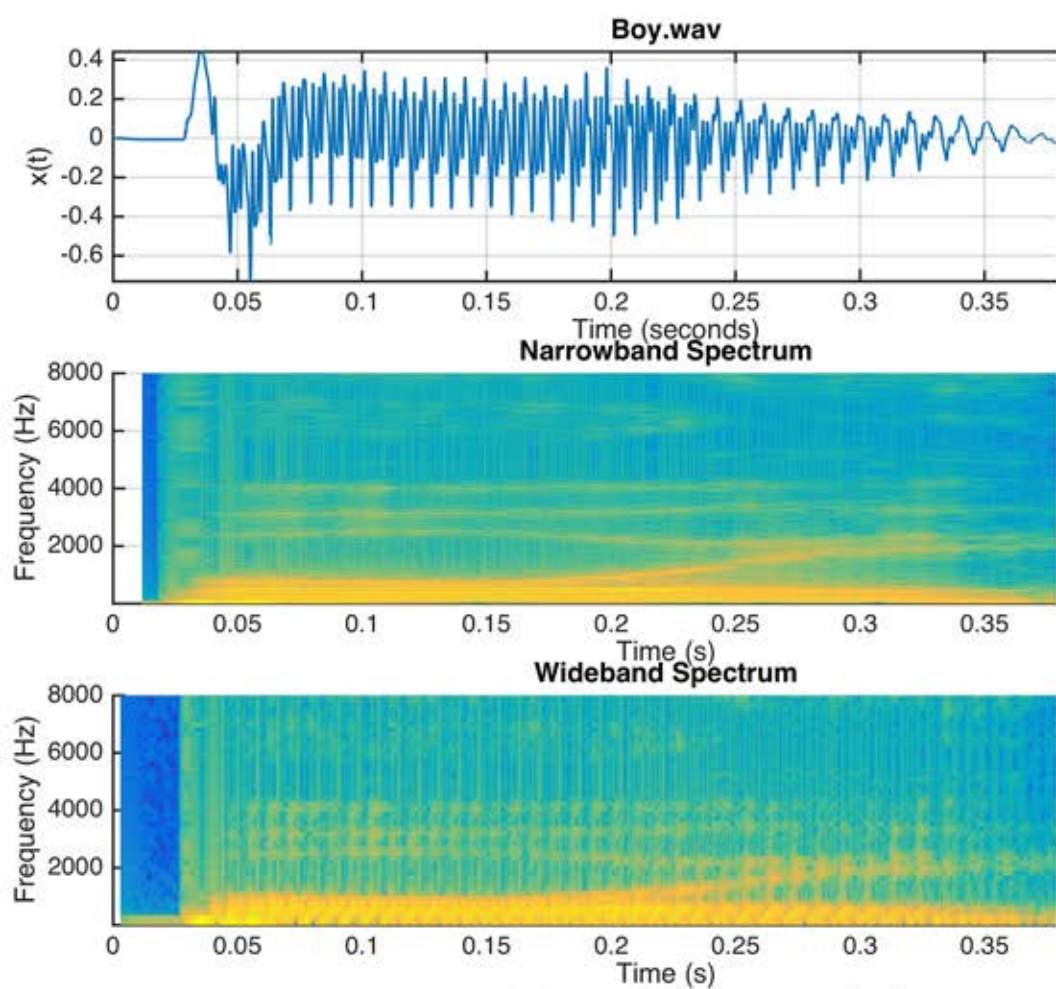 Boy.wav
0.4
0.2
0
-0.2
-0.4
-0.6
x(t)
0 0.05 0.1 0.15 0.2 0.25 0.3 0.35
Time (seconds)
Narrowband Spectrum
8000
6000
4000
2000
Frequency (Hz)
0 0.05 0.1 0.15 0.2 0.25 0.3 0.35
Time (s)
Wideband Spectrum
8000
6000
4000
2000
Frequency (Hz)
0 0.05 0.1 0.15 0.2 0.25 0.3 0.35
Time (s)